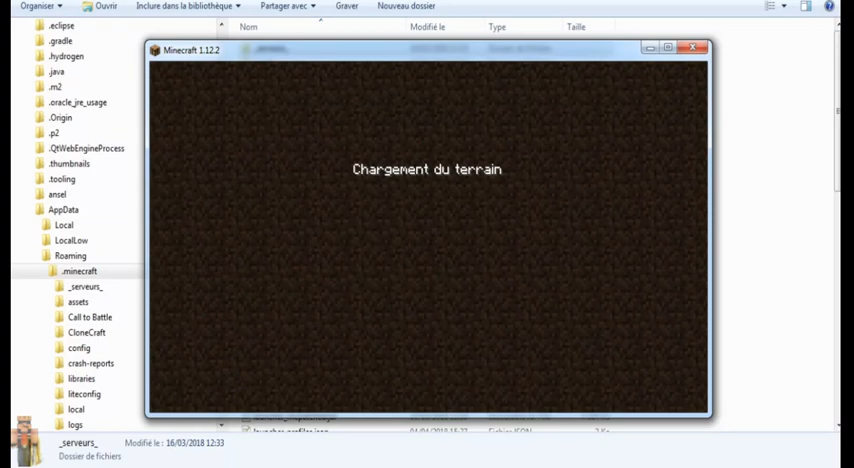 Organiser Ouvrir Inclure dans la bibliothèque Partager avec Graver Nouveau dossier
Nom Modifié le Type Taille
.eclipse
.gradle
.hydrogen
.java
.m2
.oracle_jre_usage
.Origin
.p2
.QtWebEngineProcess
.thumbnails
.tooling
ansel
AppData
Local
LocalLow
Roaming
.minecraft
_serveurs_
assets
Call to Battle
CloneCraft
config
crash-reports
libraries
liteconfig
local
logs
Minecraft 1.12.2
Chargement du terrain
_serveurs_ Modifié le : 16/03/2018 12:33
Dossier de fichiers